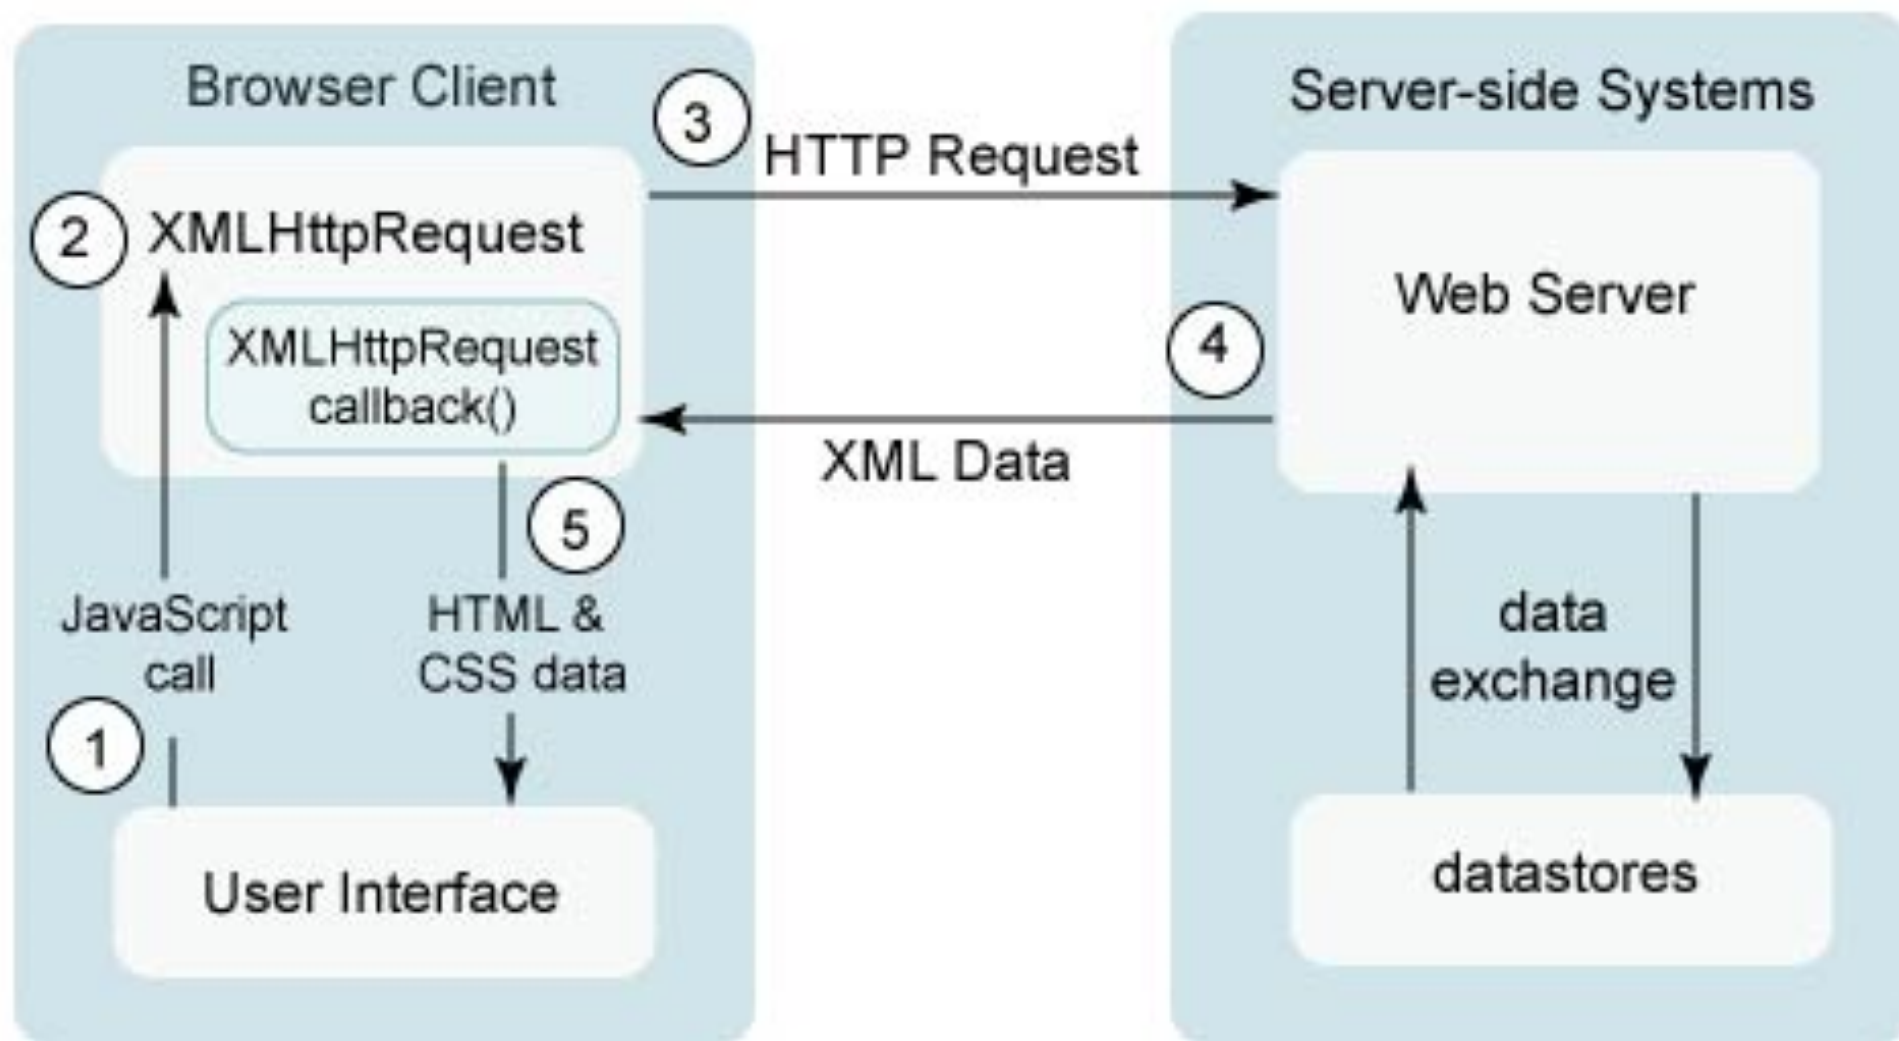 Browser Client
3
HTTP Request
Server-side Systems
2
XMLHttpRequest
XMLHttpRequest
callback()
Web Server
4
XML Data
5
JavaScript
call
HTML &
CSS data
data
exchange
1
User Interface
datastores